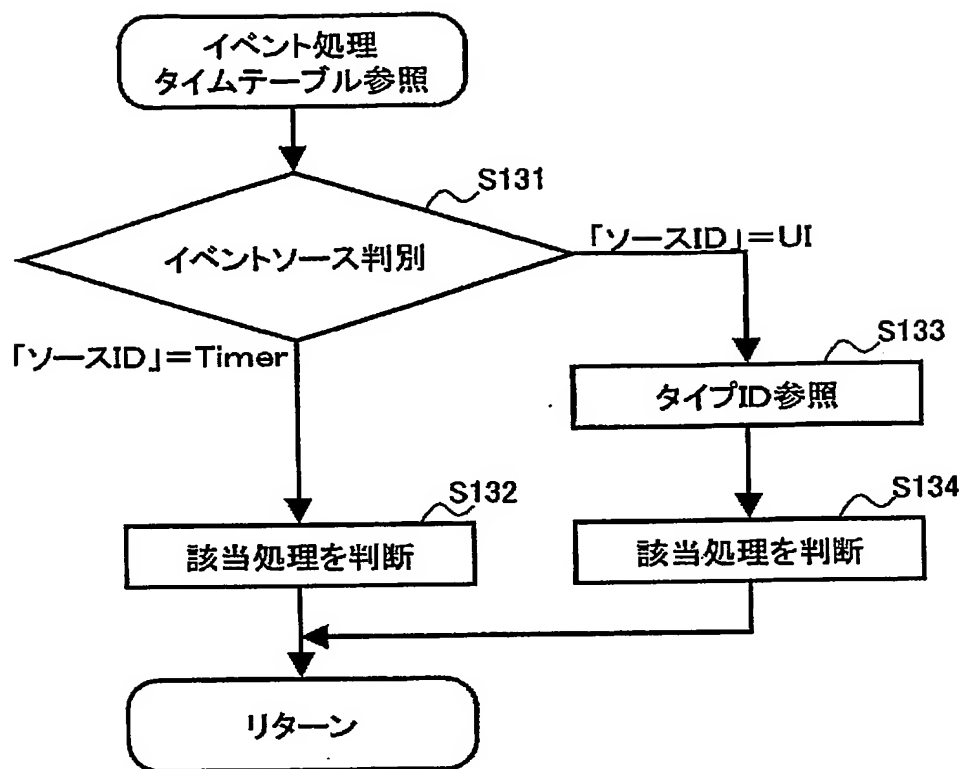 イベント処理
タイムテーブル参照
S131
イベントソース判別
「ソースID」=UI
「ソースID」=Timer
S133
タイプID参照
S132
該当処理を判断
S134
該当処理を判断
リターン